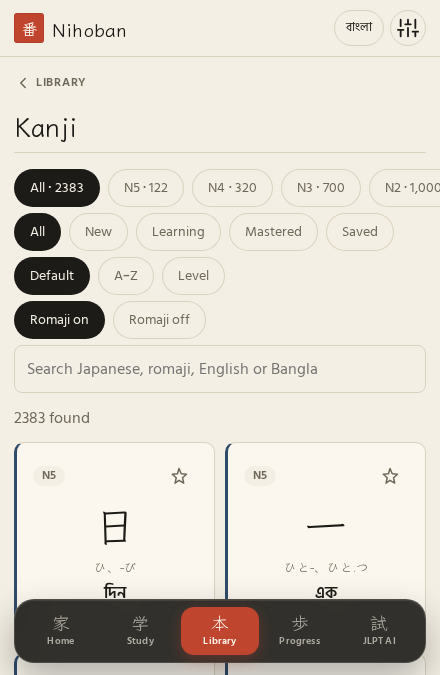 番 Nihoban বাংলা
LIBRARY
Kanji
All · 2383 N5 · 122 N4 · 320 N3 · 700 N2 · 1,000
All New Learning Mastered Saved
Default A–Z Level
Romaji on Romaji off
Search Japanese, romaji, English or Bangla
2383 found
N5 N5
日 一
ひ、-び ひと-、ひと.つ
দিন এক
家 学 本 歩 試
Home Study Library Progress JLPT AI